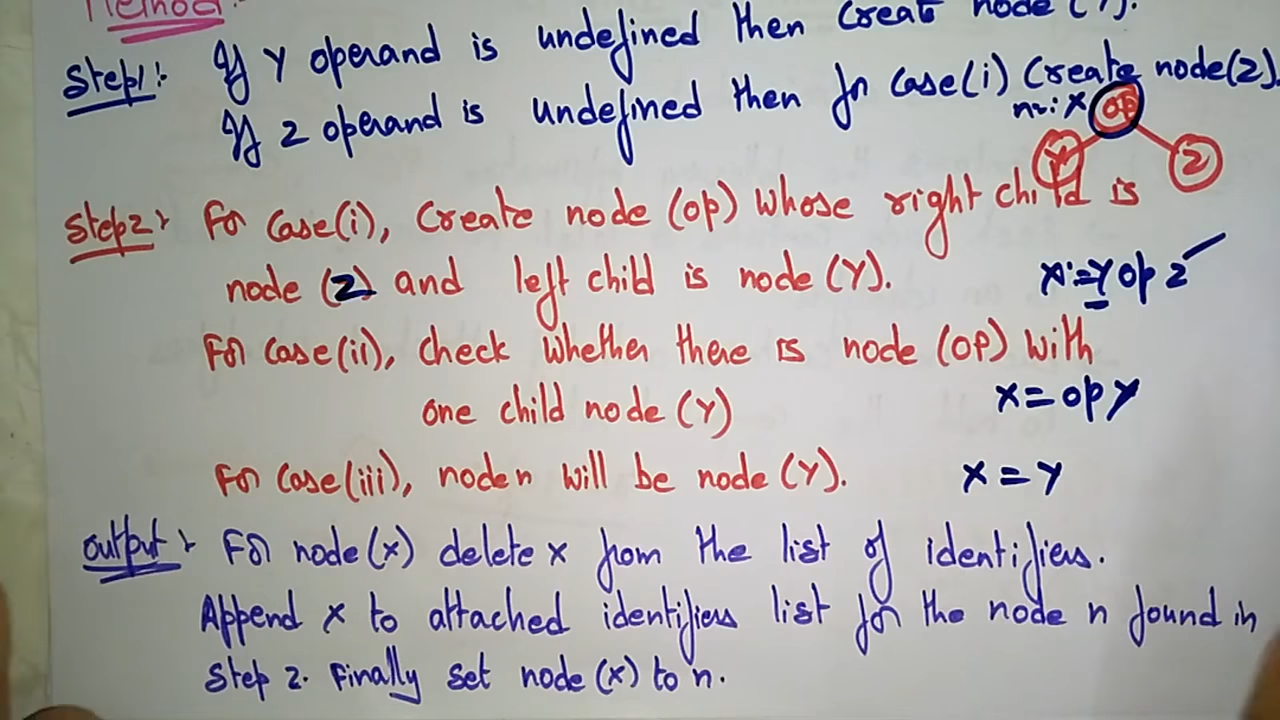 Method
Step1:- If Y operand is undefined then create node(Y).
If Z operand is undefined then for case(i) create node(Z).
n:- X op
Y Z
Step2:- For case(i), create node (OP) whose right child is
node (Z) and left child is node (Y).
X:=Y op Z
For case(ii), check whether there is node (OP) with
one child node (Y)
X=op Y
For case(iii), node n will be node (Y).
X=Y
output:- For node(x) delete x from the list of identifiers.
Append x to attached identifiers list for the node n found in
Step 2. Finally set node (x) to n.